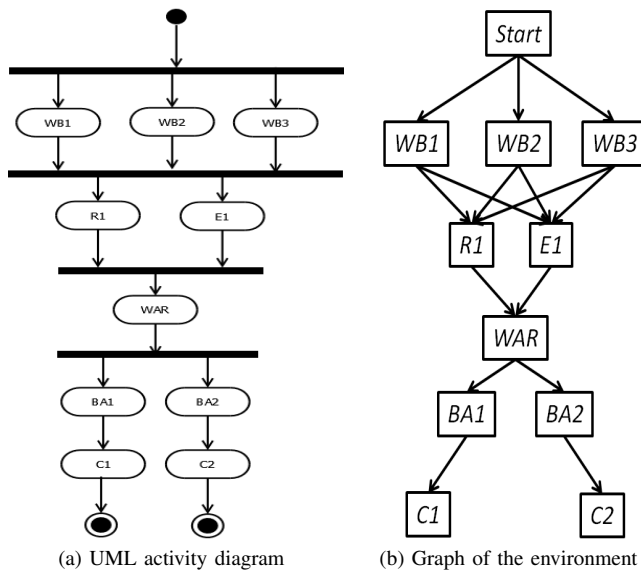 WB1
WB2
WB3
R1
E1
WAR
BA1
BA2
C1
C2
(a) UML activity diagram
Start
WB1
WB2
WB3
R1
E1
WAR
BA1
BA2
C1
C2
(b) Graph of the environment